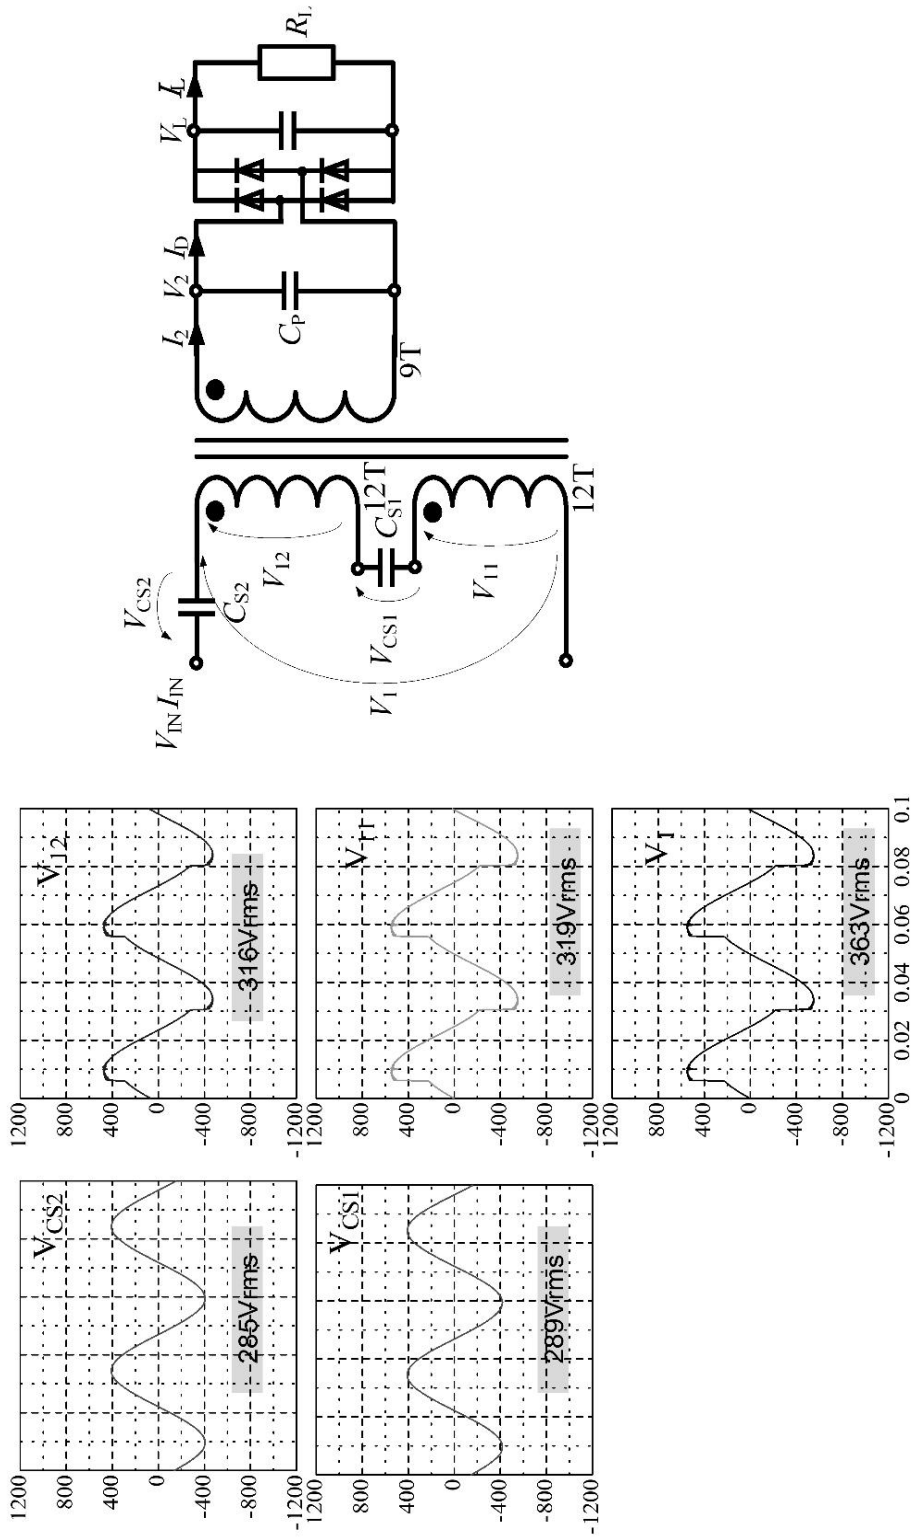 V_CS2
1200
800
400
0
-400
-800
-1200
285Vrms
V_12
1200
800
400
0
-400
-800
-1200
316Vrms
V_CS1
1200
800
400
0
-400
-800
-1200
289Vrms
V_11
1200
800
400
0
-400
-800
-1200
319Vrms
V_1
1200
800
400
0
-400
-800
-1200
363Vrms
0 0.02 0.04 0.06 0.08 0.1
V_IN I_IN
V_CS2
C_S2
V_12
V_1
V_CS1
C_S1
V_11
12T
12T
9T
I_2
V_2
I_D
C_P
V_L
I_L
R_L